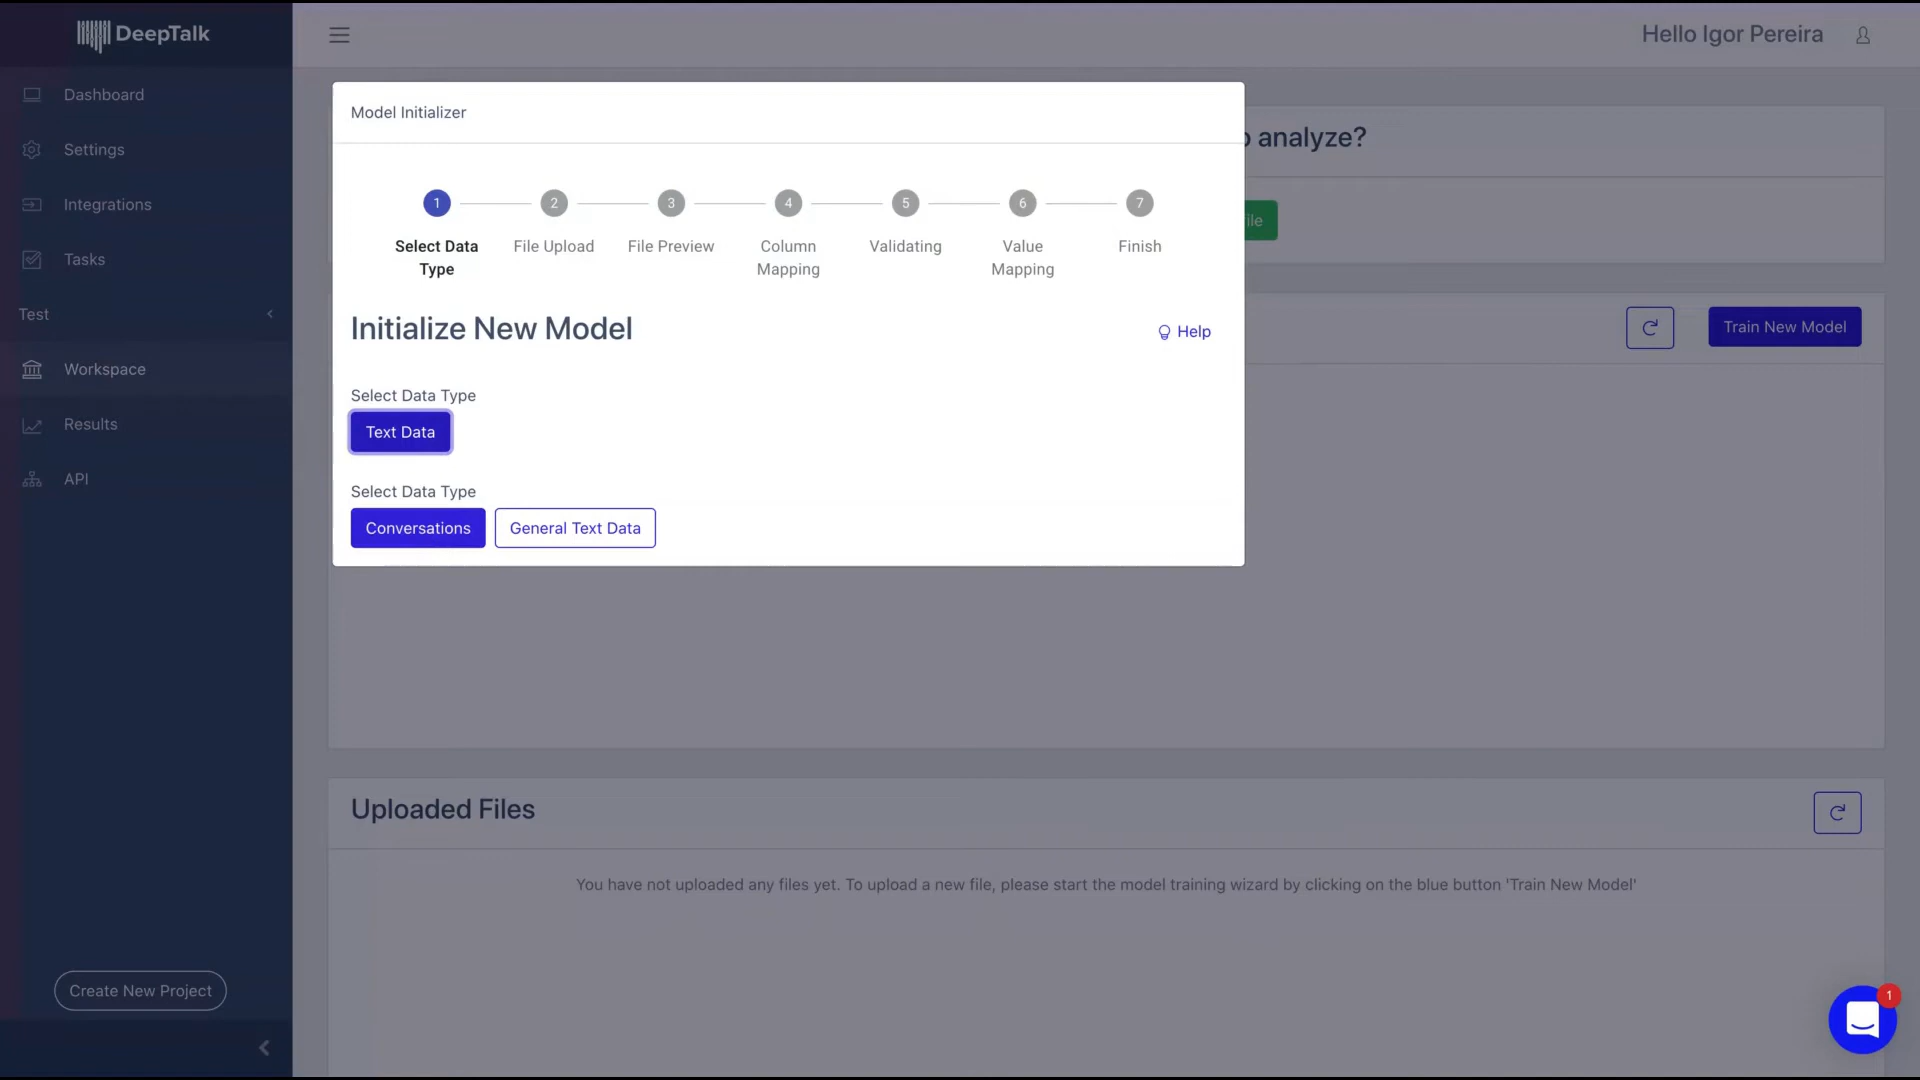 DeepTalk
Hello Igor Pereira
Dashboard
Settings
Integrations
Tasks
Test
Workspace
Results
API
Create New Project
Model Initializer
1
2
3
4
5
6
7
Select Data
Type
File Upload
File Preview
Column
Mapping
Validating
Value
Mapping
Finish
Initialize New Model
Help
Select Data Type
Text Data
Select Data Type
Conversations
General Text Data
analyze?
Train New Model
Uploaded Files
You have not uploaded any files yet. To upload a new file, please start the model training wizard by clicking on the blue button 'Train New Model'
1